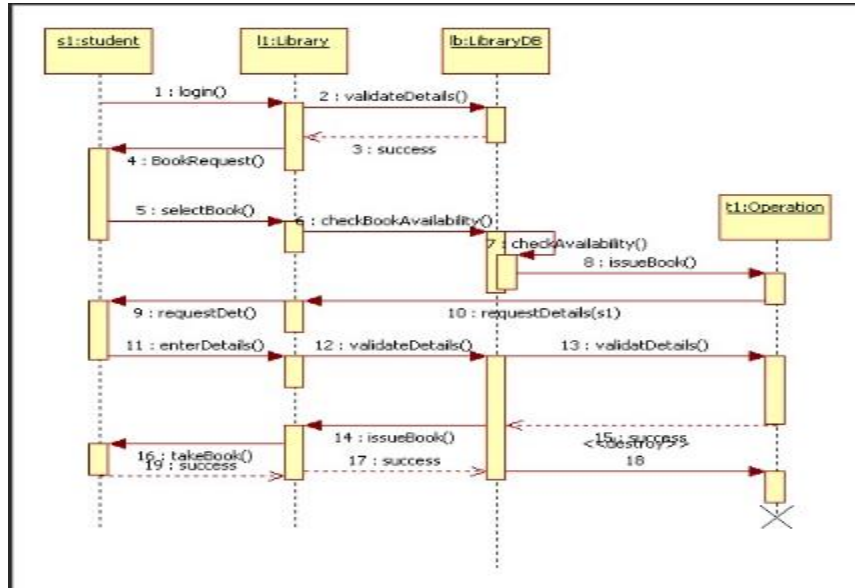 s1:student
l1:Library
lb:LibraryDB
1 : login()
2 : validateDetails()
3 : success
4 : BookRequest()
t1:Operation
5 : selectBook()
6 : checkBookAvailability()
7 : checkAvailability()
8 : issueBook()
9 : requestDet()
10 : requestDetails(s1)
11 : enterDetails()
12 : validateDetails()
13 : validatDetails()
14 : issueBook()
15 : success
<<destroy>>
16 : takeBook()
17 : success
18
19 : success